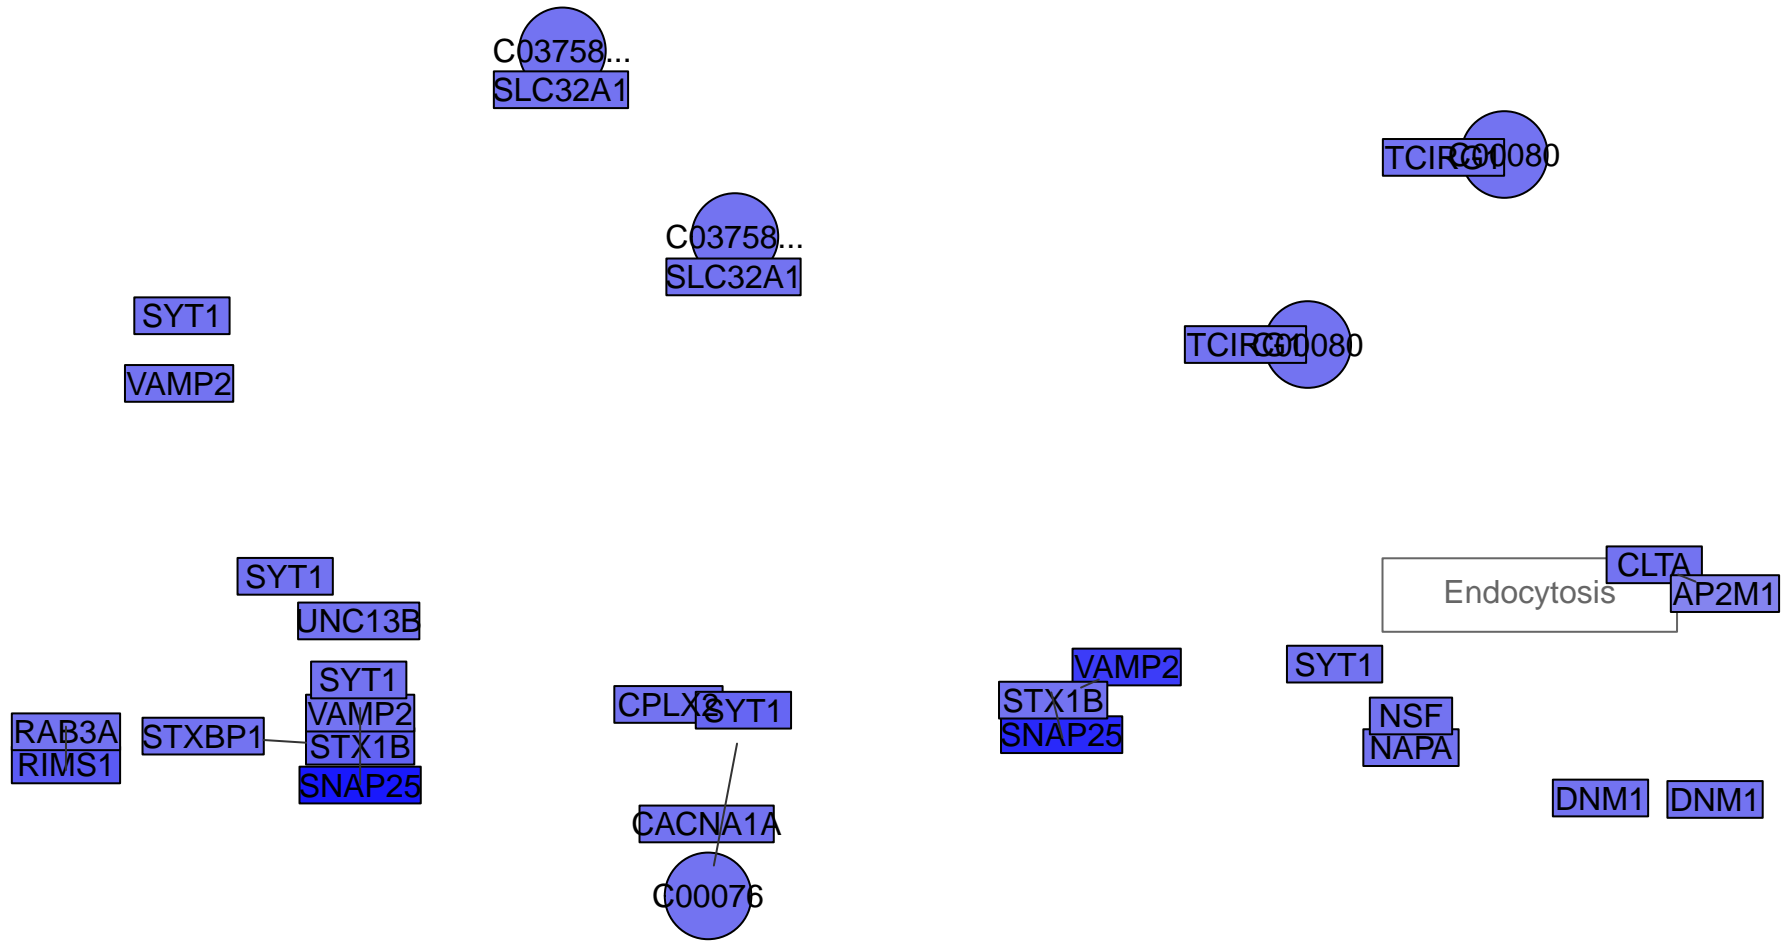 C03758...
SLC32A1
TCIRG1
C00080
C03758...
SLC32A1
SYT1
TCIRG1
C00080
VAMP2
SYT1
CLTA
Endocytosis
AP2M1
UNC13B
SYT1
VAMP2
SYT1
CPLX2
SYT1
STX1B
VAMP2
NSF
RAB3A
STXBP1
STX1B
SNAP25
NAPA
RIMS1
SNAP25
DNM1
DNM1
CACNA1A
C00076